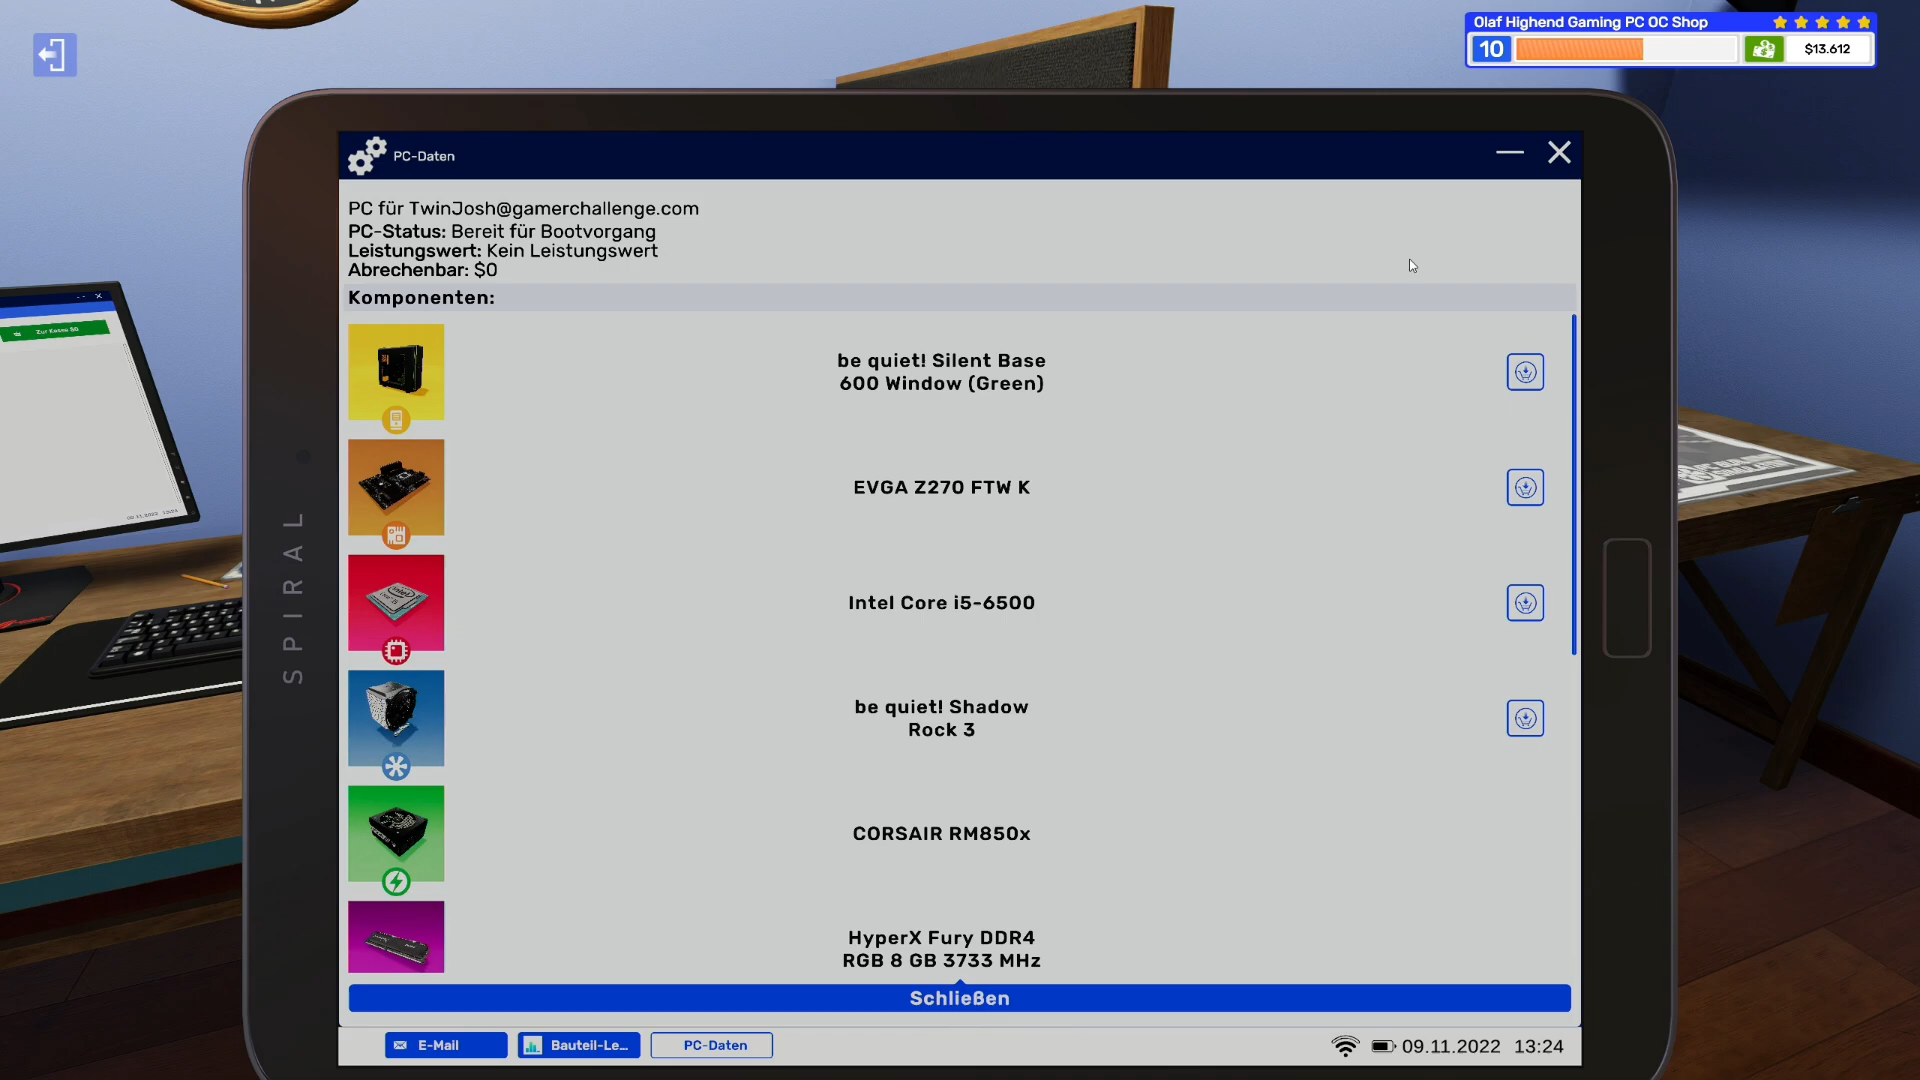 Olaf Highend Gaming PC OC Shop
10
$13.612
PC-Daten
PC für TwinJosh@gamerchallenge.com
PC-Status: Bereit für Bootvorgang
Leistungswert: Kein Leistungswert
Abrechenbar: $0
Komponenten:
be quiet! Silent Base
600 Window (Green)
EVGA Z270 FTW K
Intel Core i5-6500
be quiet! Shadow
Rock 3
CORSAIR RM850x
HyperX Fury DDR4
RGB 8 GB 3733 MHz
Schließen
E-Mail
Bauteil-Le...
PC-Daten
09.11.2022 13:24
SPIRAL
Zur Kasse $0